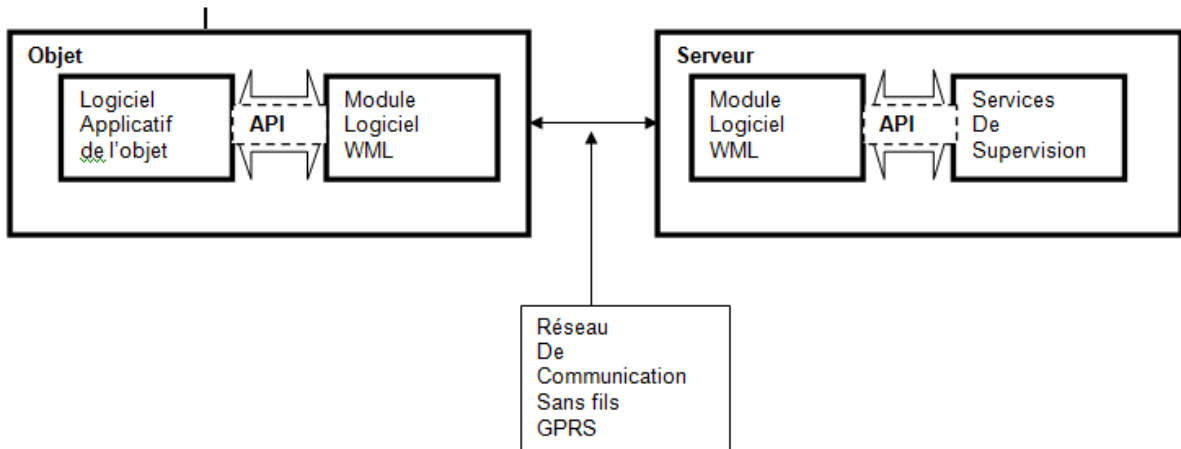 Objet
Logiciel
Applicatif
de l'objet
API
Module
Logiciel
WML
Serveur
Module
Logiciel
WML
API
Services
De
Supervision
Réseau
De
Communication
Sans fils
GPRS